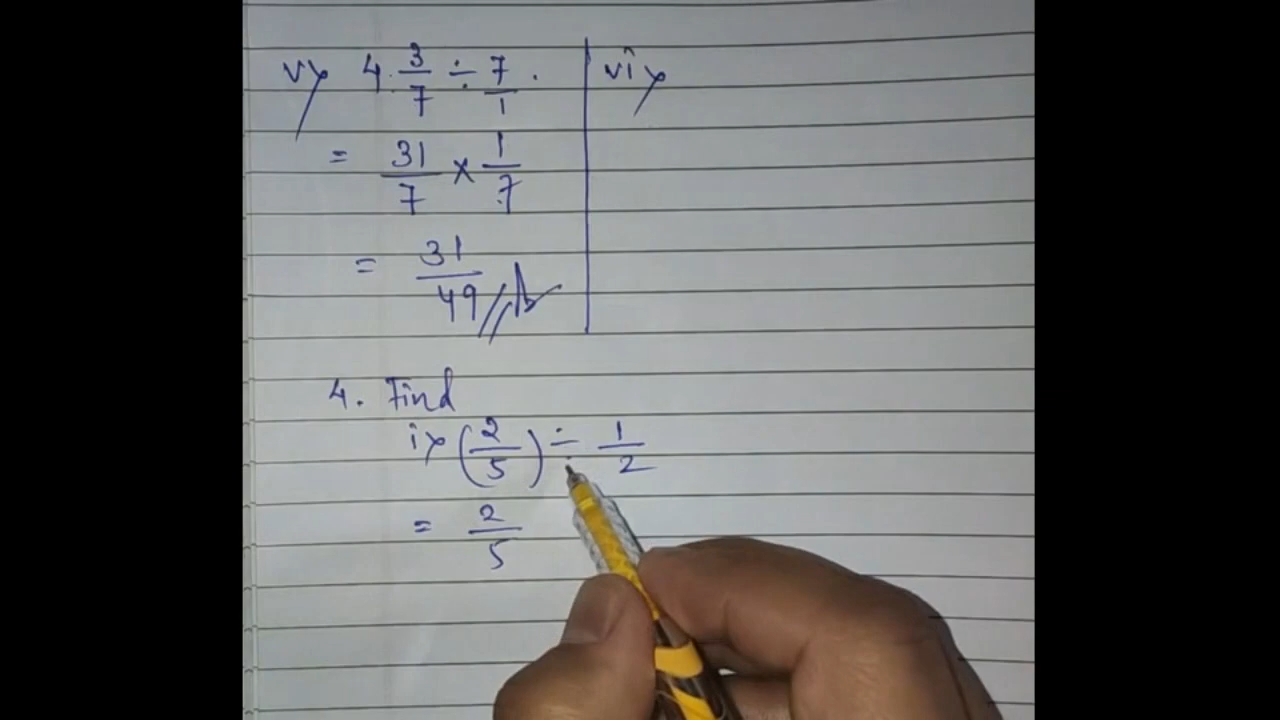 v) 4 3/7 ÷ 7/1
= 31/7 × 1/7
= 31/49
vi)
4. Find
i) (2/5) ÷ 1/2
= 2/5